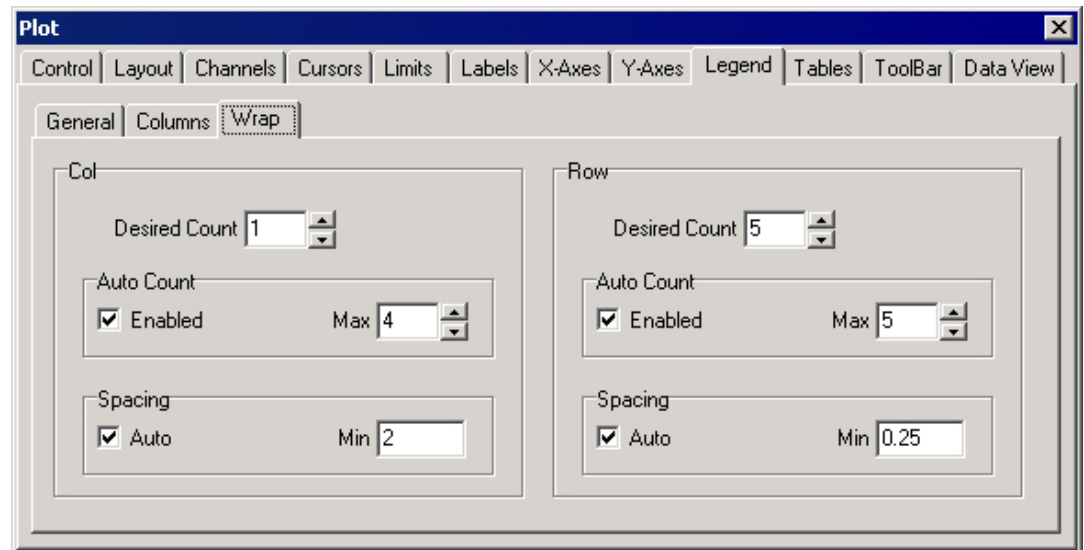 Plot
Control Layout Channels Cursors Limits Labels X-Axes Y-Axes Legend Tables ToolBar Data View
General Columns Wrap
Col
Desired Count 1
Auto Count
Enabled Max 4
Spacing
Auto Min 2
Row
Desired Count 5
Auto Count
Enabled Max 5
Spacing
Auto Min 0.25